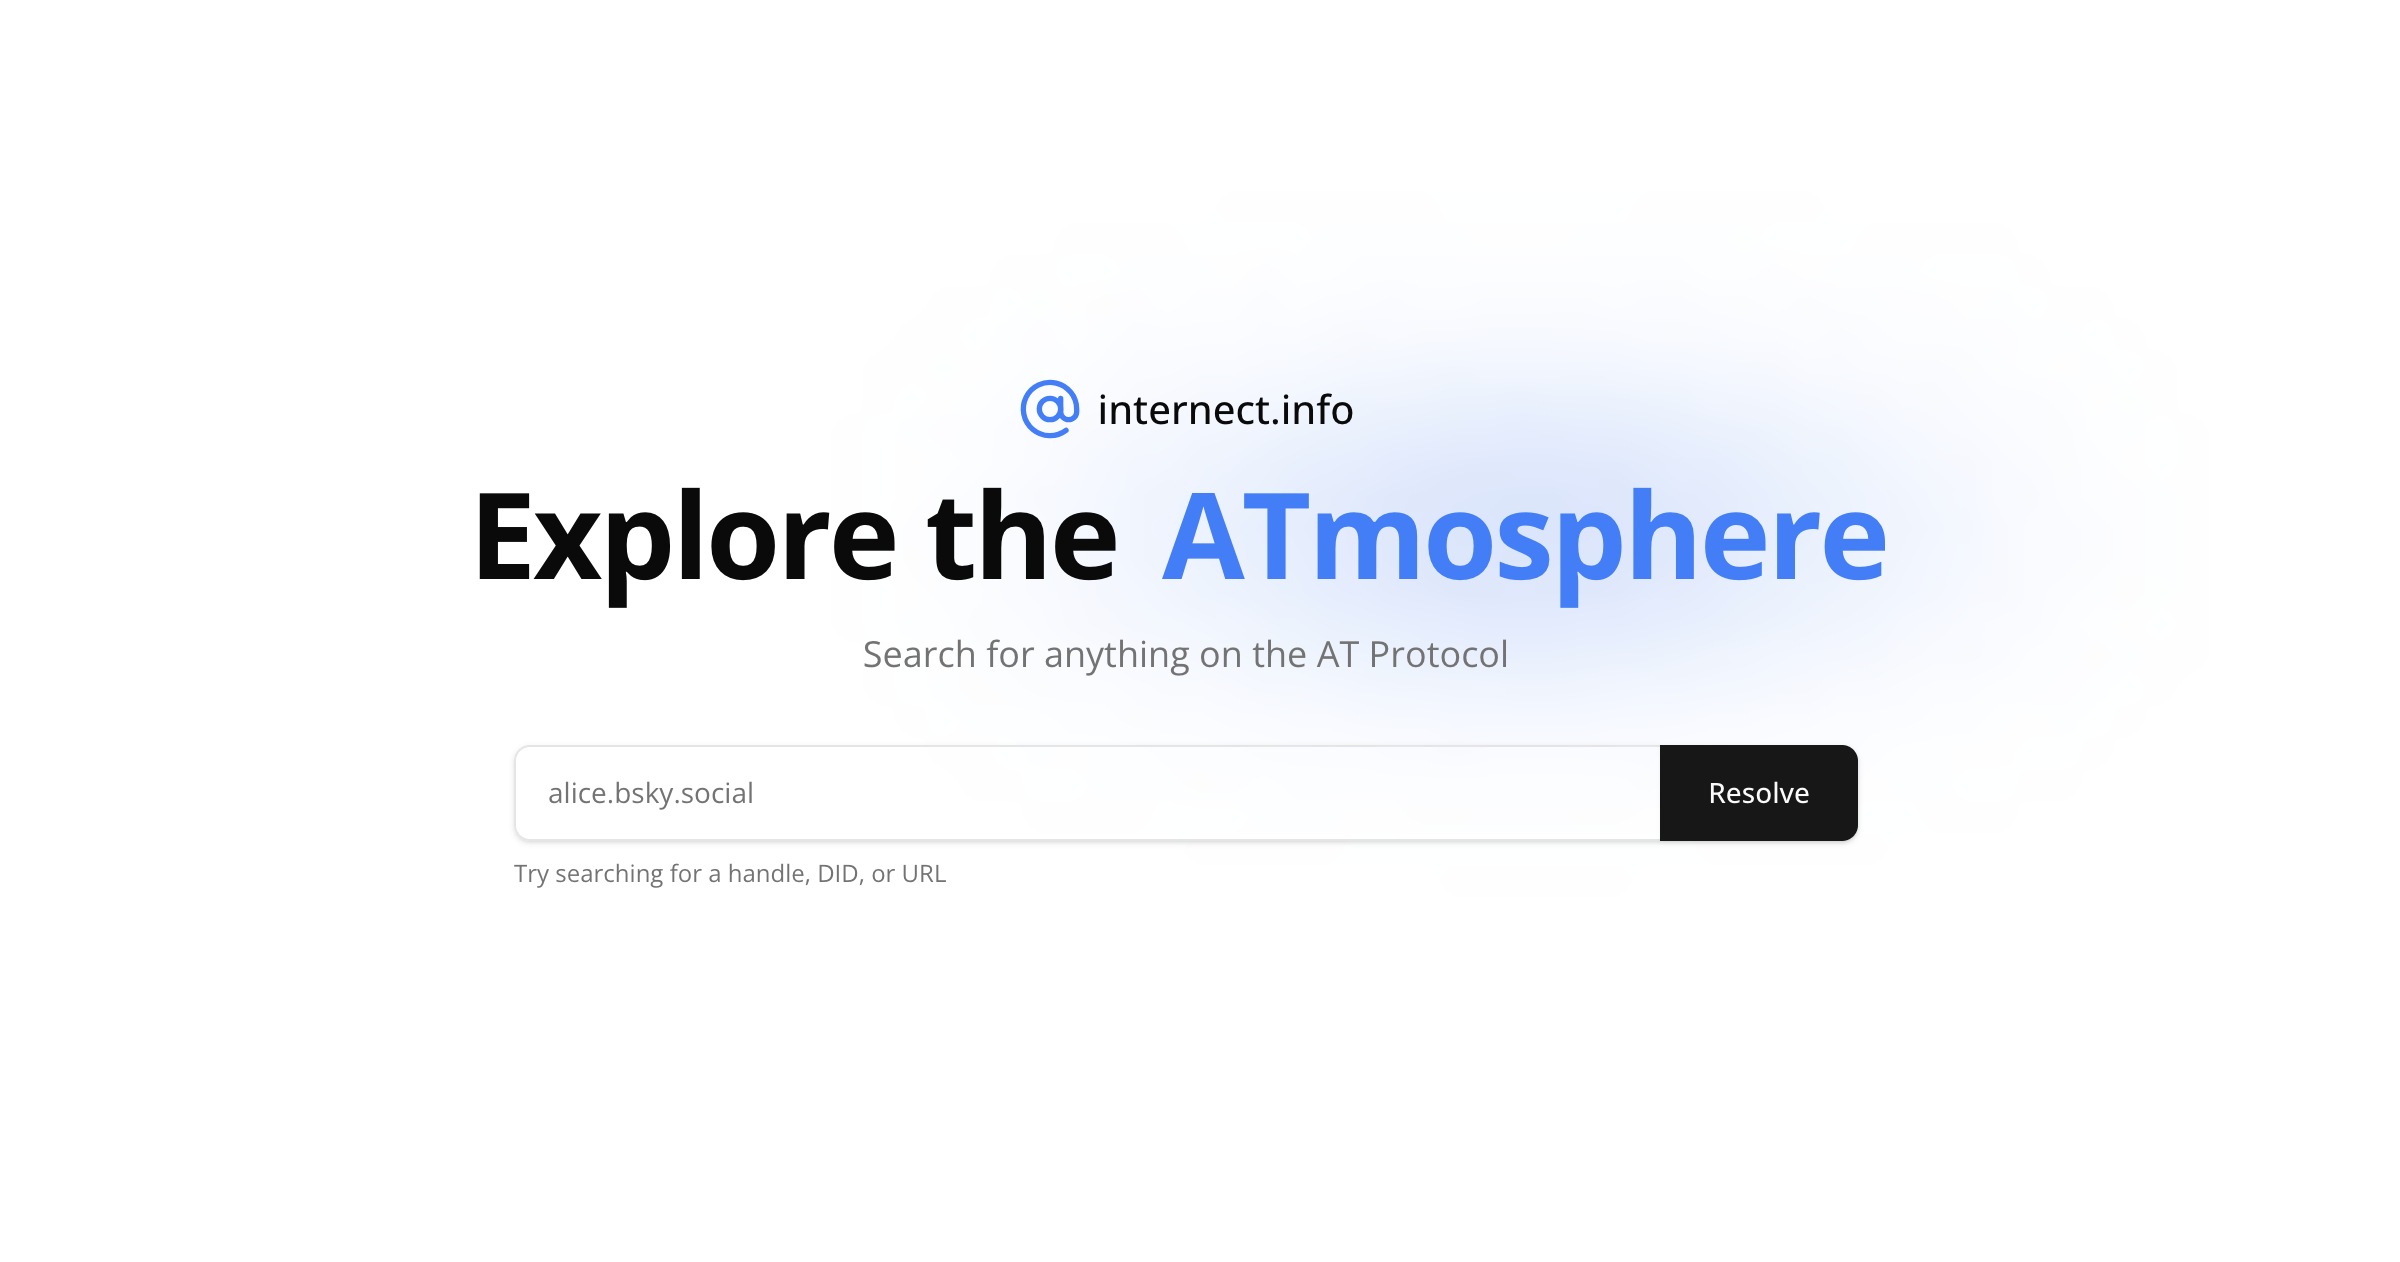 @ internect.info
Explore the ATmosphere
Search for anything on the AT Protocol
alice.bsky.social
Resolve
Try searching for a handle, DID, or URL